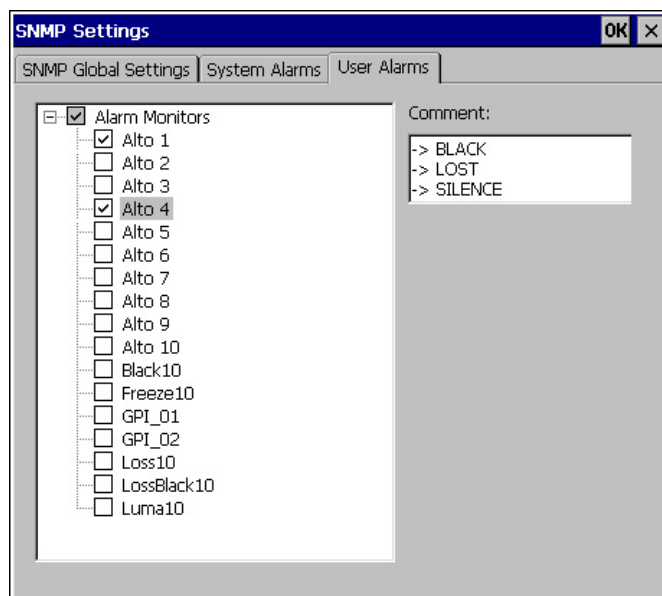 SNMP Settings OK ×
SNMP Global Settings System Alarms User Alarms
Alarm Monitors
Alto 1
Alto 2
Alto 3
Alto 4
Alto 5
Alto 6
Alto 7
Alto 8
Alto 9
Alto 10
Black10
Freeze10
GPI_01
GPI_02
Loss10
LossBlack10
Luma10
Comment:
-> BLACK
-> LOST
-> SILENCE